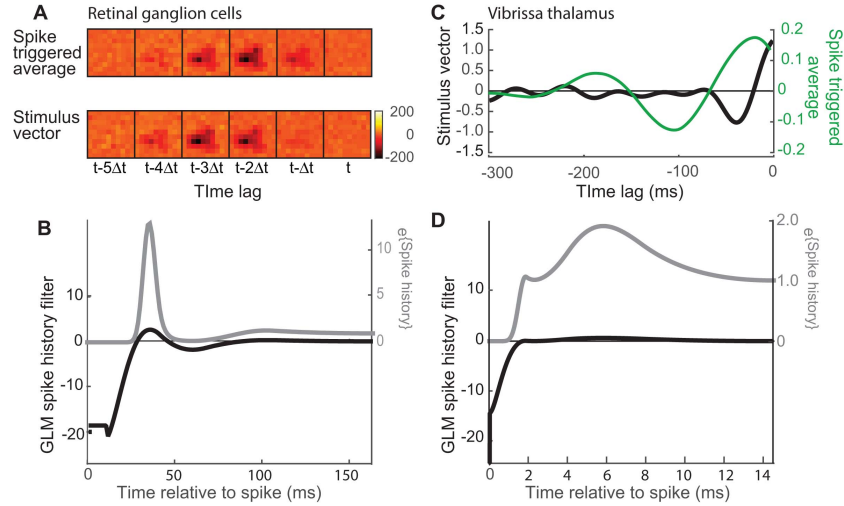 A Retinal ganglion cells
Spike
triggered
average
Stimulus
vector
200
0
-200
t-5Δt t-4Δt t-3Δt t-2Δt t-Δt t
TIme lag
C Vibrissa thalamus
Stimulus vector
1.5
1.0
0.5
0
-0.5
-1.0
-1.5
0.2
0.1
0
-0.1
-0.2
Spike triggered
average
-300 -200 -100 0
TIme lag (ms)
B
GLM spike history filter
10
0
-10
-20
10
5
0
e{Spike history}
0 50 100 150
Time relative to spike (ms)
D
GLM spike history filter
10
0
-10
-20
2.0
1.0
0
e{Spike history}
0 2 4 6 8 10 12 14
Time relative to spike (ms)